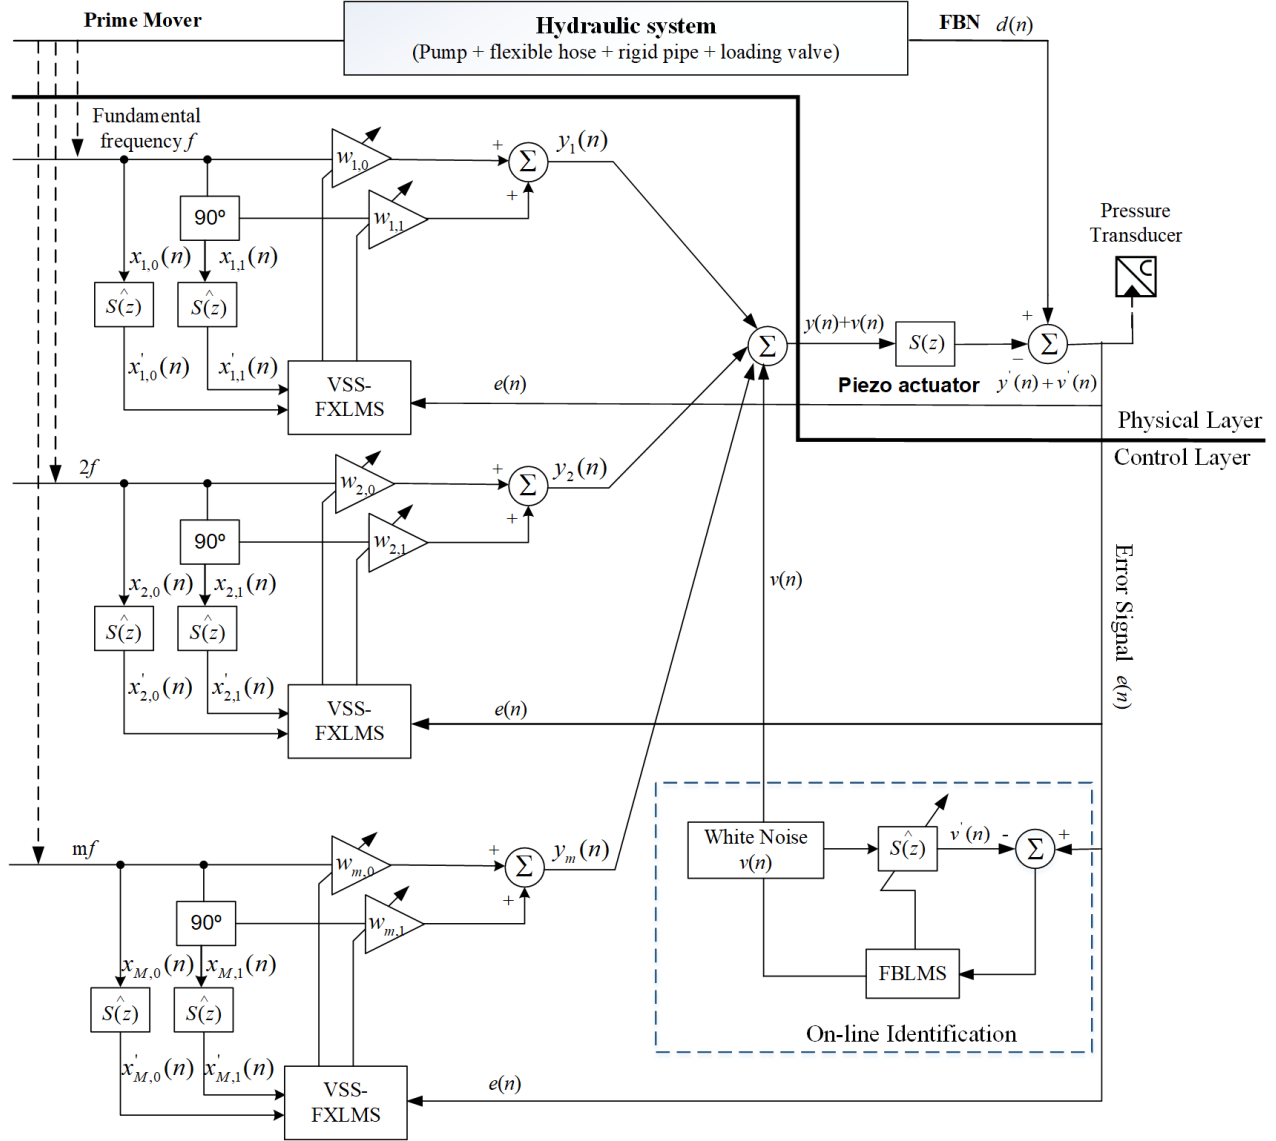 Prime Mover
Hydraulic system
(Pump + flexible hose + rigid pipe + loading valve)
FBN d(n)
Fundamental
frequency f
w1,0
+
Σ
y1(n)
90º
w1,1
+
x1,0(n)
x1,1(n)
Ŝ(z)
Ŝ(z)
x'1,0(n)
x'1,1(n)
VSS-
FXLMS
e(n)
Pressure
Transducer
Σ
y(n)+v(n)
S(z)
+
−
Σ
Piezo actuator
y'(n)+v'(n)
Physical Layer
Control Layer
2f
w2,0
+
Σ
y2(n)
90º
w2,1
+
x2,0(n)
x2,1(n)
Ŝ(z)
Ŝ(z)
x'2,0(n)
x'2,1(n)
VSS-
FXLMS
e(n)
v(n)
Error Signal e(n)
mf
wm,0
+
Σ
ym(n)
90º
wm,1
+
xM,0(n)
xM,1(n)
Ŝ(z)
Ŝ(z)
x'M,0(n)
x'M,1(n)
VSS-
FXLMS
e(n)
White Noise
v(n)
Ŝ(z)
v'(n)
-
Σ
+
FBLMS
On-line Identification